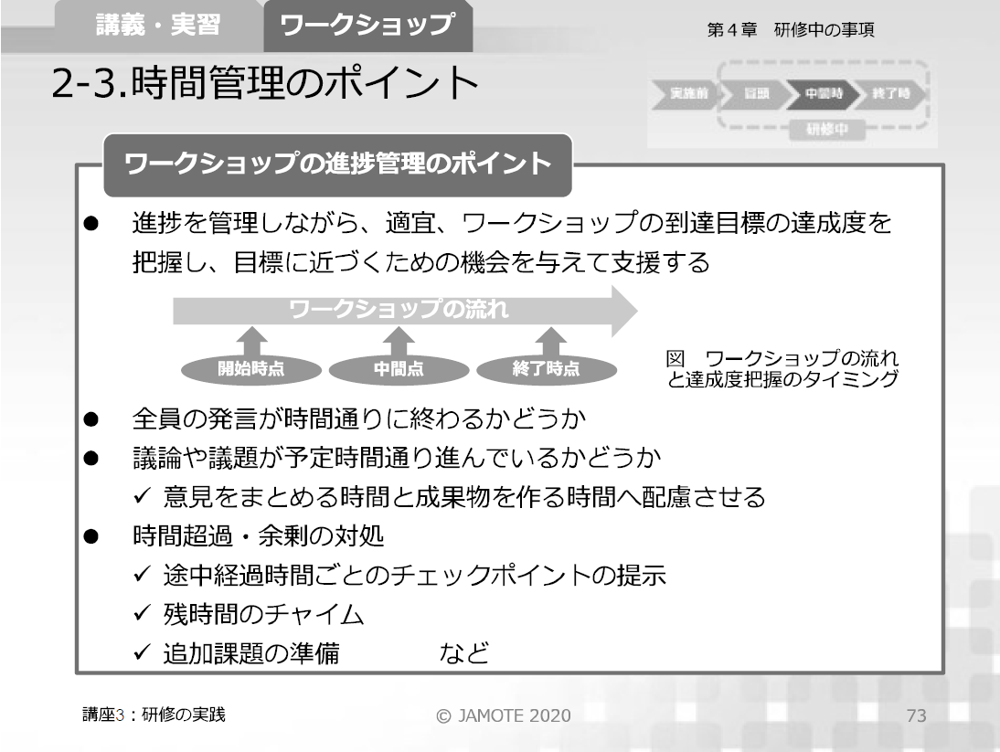 講義・実習
ワークショップ
第４章　研修中の事項
2-3.時間管理のポイント
実施前
冒頭
中間時
終了時
研修中
ワークショップの進捗管理のポイント
● 進捗を管理しながら、適宜、ワークショップの到達目標の達成度を
把握し、目標に近づくための機会を与えて支援する
ワークショップの流れ
開始時点
中間点
終了時点
図　ワークショップの流れ
と達成度把握のタイミング
● 全員の発言が時間通りに終わるかどうか
● 議論や議題が予定時間通り進んでいるかどうか
✓ 意見をまとめる時間と成果物を作る時間へ配慮させる
● 時間超過・余剰の対処
✓ 途中経過時間ごとのチェックポイントの提示
✓ 残時間のチャイム
✓ 追加課題の準備　　　　など
講座3：研修の実践
© JAMOTE 2020
73